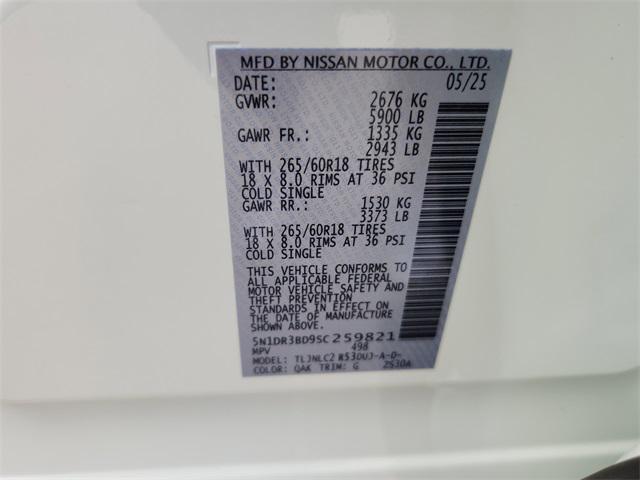 MFD BY NISSAN MOTOR CO., LTD.
DATE: 05/25
GVWR: 2676 KG
5900 LB
GAWR FR.: 1335 KG
2943 LB
WITH 265/60R18 TIRES
18 X 8.0 RIMS AT 36 PSI
COLD SINGLE
GAWR RR.: 1530 KG
3373 LB
WITH 265/60R18 TIRES
18 X 8.0 RIMS AT 36 PSI
COLD SINGLE
THIS VEHICLE CONFORMS TO
ALL APPLICABLE FEDERAL
MOTOR VEHICLE SAFETY AND
THEFT PREVENTION
STANDARDS IN EFFECT ON
THE DATE OF MANUFACTURE
SHOWN ABOVE.
5N1DR3BD9SC259821
MPV 498
MODEL: TLJNLC2 R53DUJ-A-D-
COLOR: QAK TRIM: G 2S30A